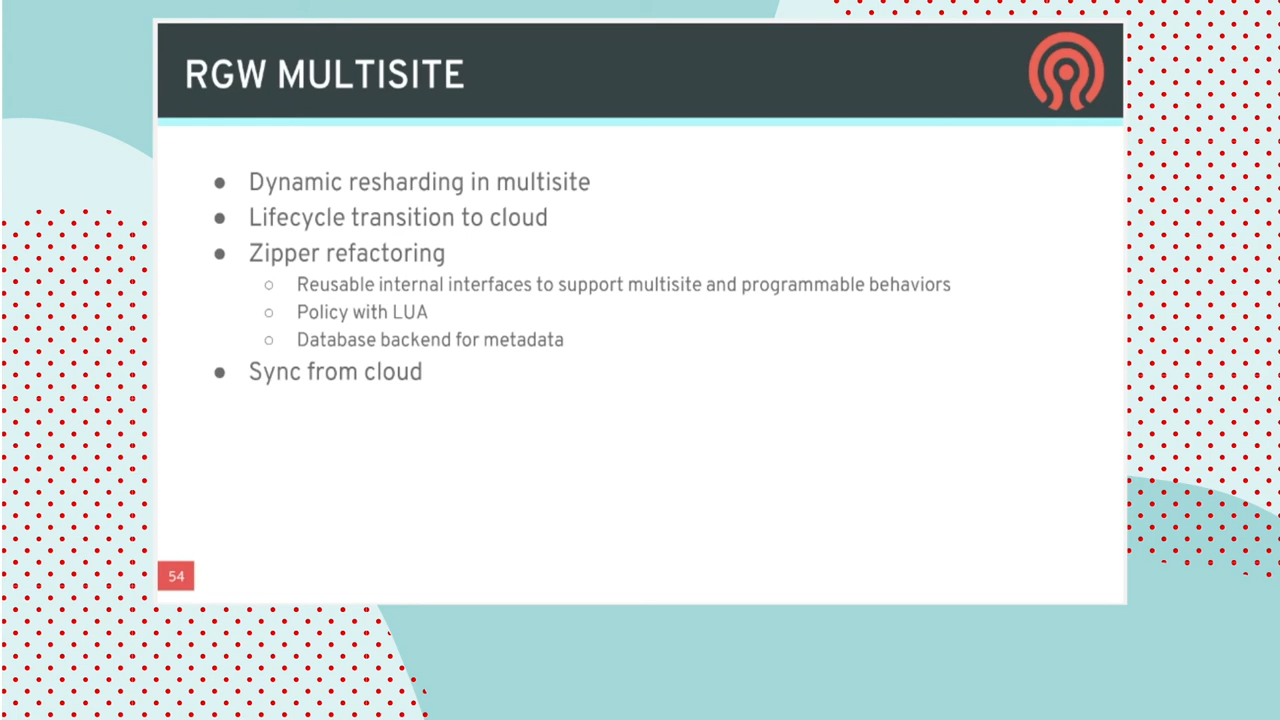 RGW MULTISITE
● Dynamic resharding in multisite
● Lifecycle transition to cloud
● Zipper refactoring
○ Reusable internal interfaces to support multisite and programmable behaviors
○ Policy with LUA
○ Database backend for metadata
● Sync from cloud
54